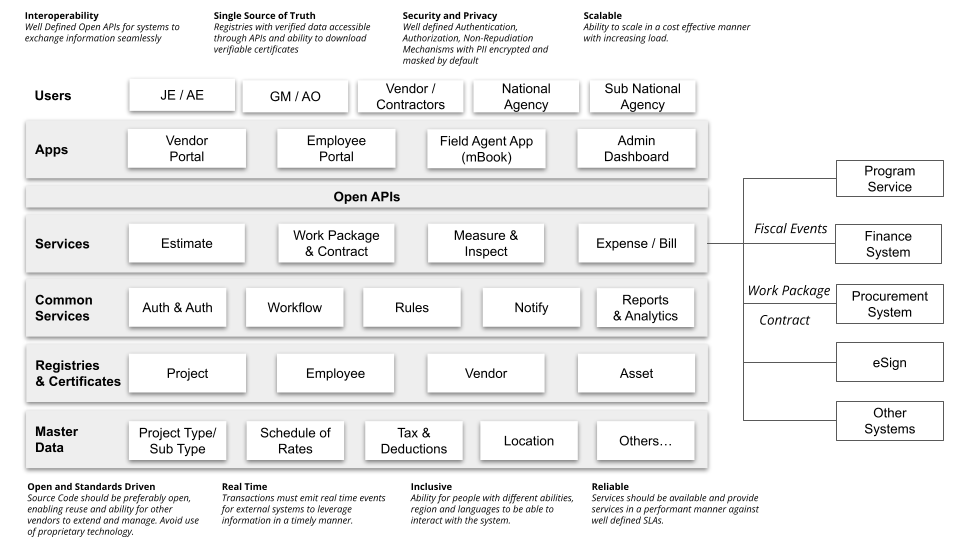 Interoperability
Well Defined Open APIs for systems to
exchange information seamlessly
Single Source of Truth
Registries with verified data accessible
through APIs and ability to download
verifiable certificates
Security and Privacy
Well defined Authentication,
Authorization, Non-Repudiation
Mechanisms with PII encrypted and
masked by default
Scalable
Ability to scale in a cost effective manner
with increasing load.
Users
JE / AE
GM / AO
Vendor /
Contractors
National
Agency
Sub National
Agency
Apps
Vendor
Portal
Employee
Portal
Field Agent App
(mBook)
Admin
Dashboard
Open APIs
Services
Estimate
Work Package
& Contract
Measure &
Inspect
Expense / Bill
Common
Services
Auth & Auth
Workflow
Rules
Notify
Reports
& Analytics
Registries
& Certificates
Project
Employee
Vendor
Asset
Master
Data
Project Type/
Sub Type
Schedule of
Rates
Tax &
Deductions
Location
Others…
Program
Service
Fiscal Events
Finance
System
Work Package
Contract
Procurement
System
eSign
Other
Systems
Open and Standards Driven
Source Code should be preferably open,
enabling reuse and ability for other
vendors to extend and manage. Avoid use
of proprietary technology.
Real Time
Transactions must emit real time events
for external systems to leverage
information in a timely manner.
Inclusive
Ability for people with different abilities,
region and languages to be able to
interact with the system.
Reliable
Services should be available and provide
services in a performant manner against
well defined SLAs.